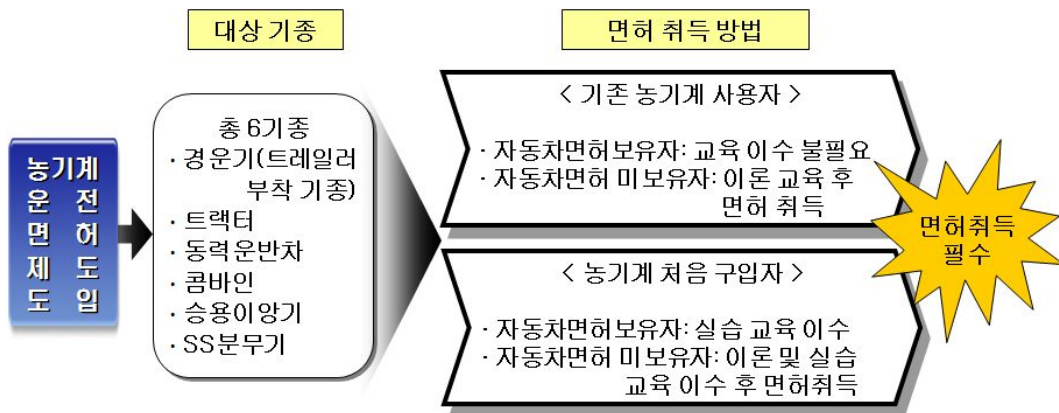 대상 기종
면허 취득 방법
농기계
운 전
면 허
제 도
도 입
총 6기종
· 경운기(트레일러
부착 기종)
· 트랙터
· 동력운반차
· 콤바인
· 승용이앙기
· SS분무기
< 기존 농기계 사용자 >
· 자동차면허보유자: 교육 이수 불필요
· 자동차면허 미보유자: 이론 교육 후
면허 취득
< 농기계 처음 구입자 >
· 자동차면허보유자: 실습 교육 이수
· 자동차면허 미보유자: 이론 및 실습
교육 이수 후 면허취득
면허취득
필수